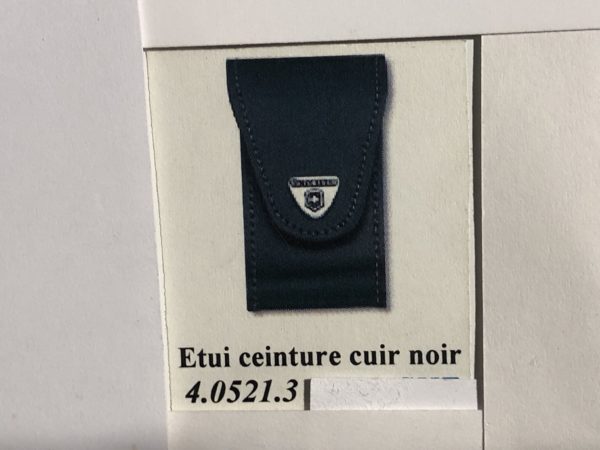 Etui ceinture cuir noir
4.0521.3